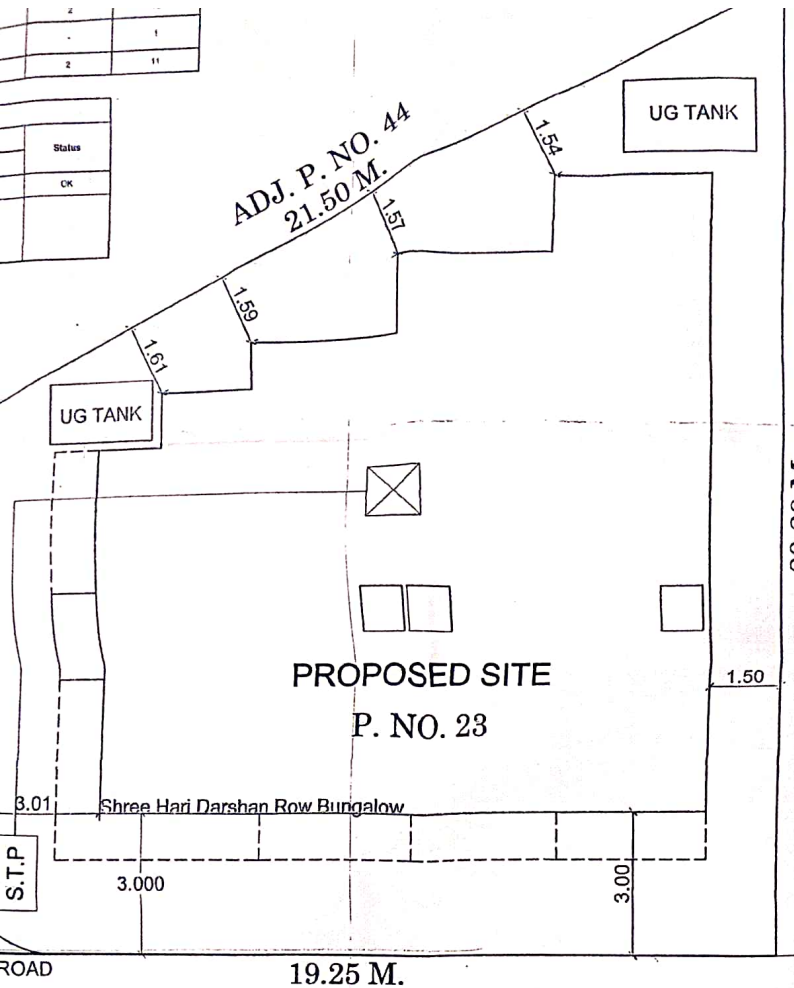 2
-
1
2
11
Status
OK
UG TANK
ADJ. P. NO. 44
21.50 M.
1.54
1.57
1.59
1.61
UG TANK
PROPOSED SITE
P. NO. 23
1.50
3.01
Shree Hari Darshan Row Bungalow
S.T.P
3.000
3.00
ROAD
19.25 M.